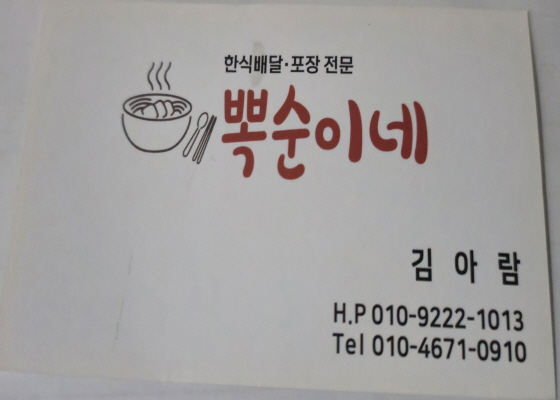 한식배달·포장 전문
뽁순이네
김아람
H.P 010-9222-1013
Tel 010-4671-0910